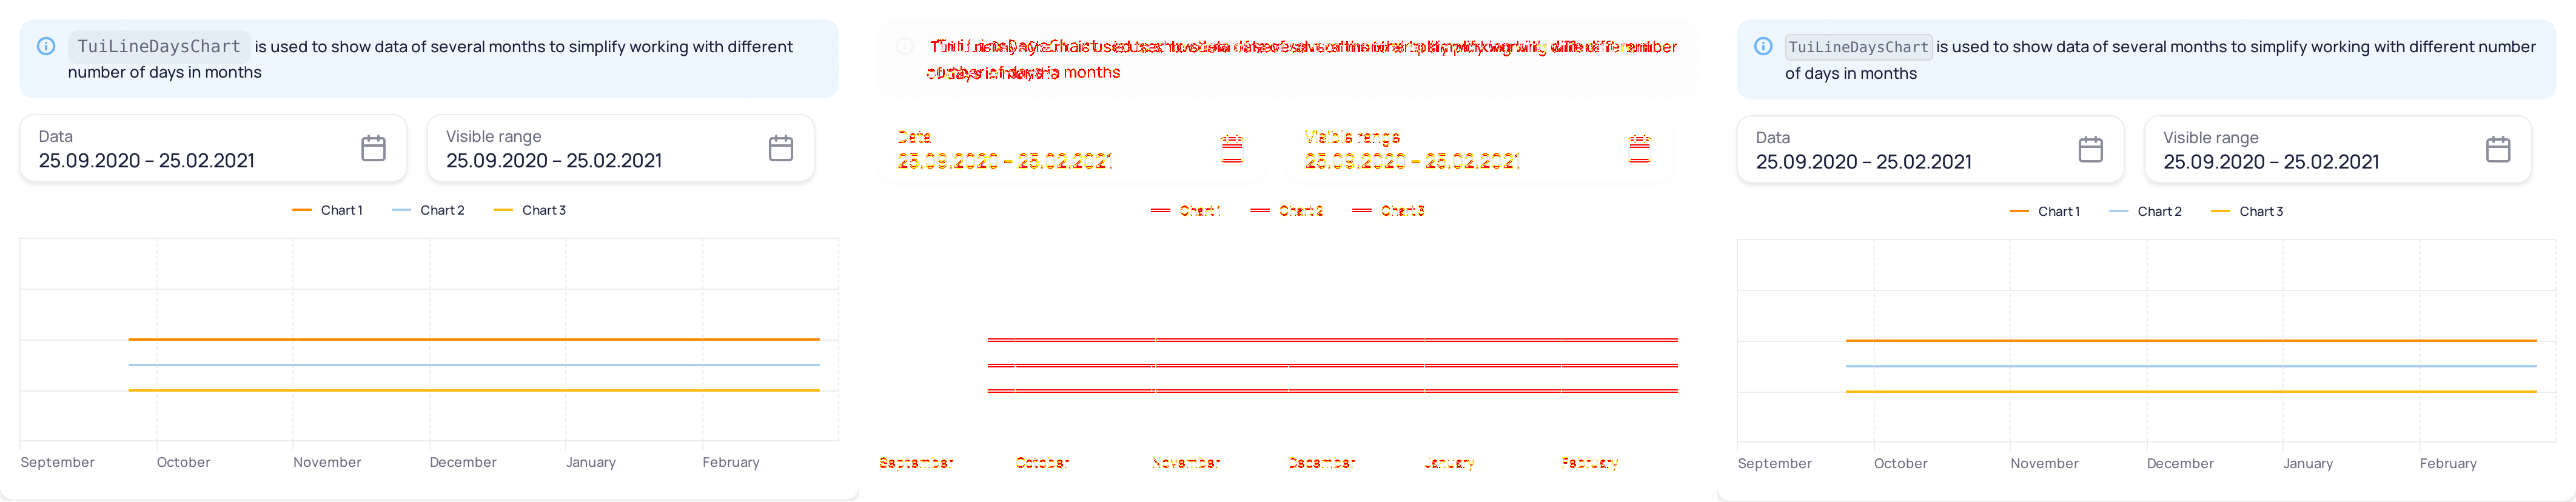 TuiLineDaysChart is used to show data of several months to simplify working with different
number of days in months
Data
25.09.2020 – 25.02.2021
Visible range
25.09.2020 – 25.02.2021
Chart 1
Chart 2
Chart 3
September
October
November
December
January
February
number
months
Data
25.09.2020 – 25.02.2021
Visible range
25.09.2020 – 25.02.2021
Chart 1
Chart 2
Chart 3
September
October
November
December
January
February
TuiLineDaysChart is used to show data of several months to simplify working with different number
of days in months
Data
25.09.2020 – 25.02.2021
Visible range
25.09.2020 – 25.02.2021
Chart 1
Chart 2
Chart 3
September
October
November
December
January
February